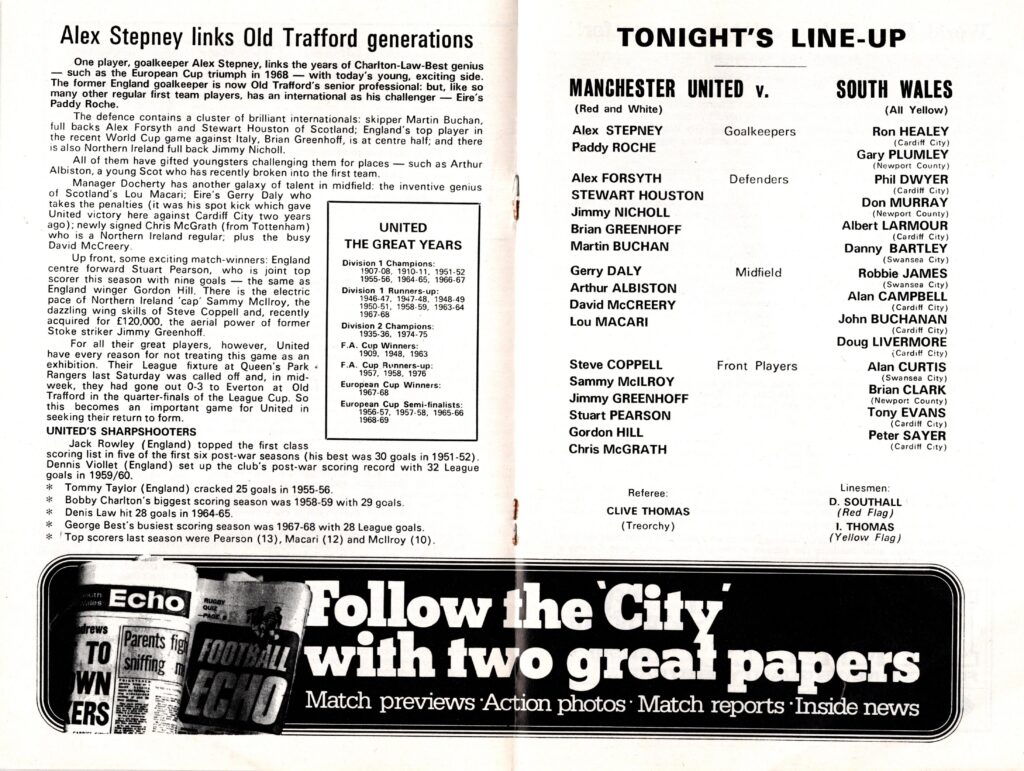 Alex Stepney links Old Trafford generations
One player, goalkeeper Alex Stepney, links the years of Charlton-Law-Best genius
— such as the European Cup triumph in 1968 — with today's young, exciting side.
The former England goalkeeper is now Old Trafford's senior professional: but, like so
many other regular first team players, has an international as his challenger — Eire's
Paddy Roche.
The defence contains a cluster of brilliant internationals: skipper Martin Buchan,
full backs Alex Forsyth and Stewart Houston of Scotland; England's top player in
the recent World Cup game against Italy, Brian Greenhoff, is at centre half; and there
is also Northern Ireland full back Jimmy Nicholl.
All of them have gifted youngsters challenging them for places — such as Arthur
Albiston, a young Scot who has recently broken into the first team.
Manager Docherty has another galaxy of talent in midfield: the inventive genius
of Scotland's Lou Macari; Eire's Gerry Daly who
takes the penalties (it was his spot kick which gave
United victory here against Cardiff City two years
ago); newly signed Chris McGrath (from Tottenham)
who is a Northern Ireland regular; plus the busy
David McCreery.
Up front, some exciting match-winners: England
centre forward Stuart Pearson, who is joint top
scorer this season with nine goals — the same as
England winger Gordon Hill. There is the electric
pace of Northern Ireland 'cap' Sammy McIlroy, the
dazzling wing skills of Steve Coppell and, recently
acquired for £120,000, the aerial power of former
Stoke striker Jimmy Greenhoff.
For all their great players, however, United
have every reason for not treating this game as an
exhibition. Their League fixture at Queen's Park
Rangers last Saturday was called off and, in mid-
week, they had gone out 0-3 to Everton at Old
Trafford in the quarter-finals of the League Cup. So
this becomes an important game for United in
seeking their return to form.
UNITED
THE GREAT YEARS
Division 1 Champions:
1907-08, 1910-11, 1951-52
1955-56, 1964-65, 1966-67
Division 1 Runners-up:
1946-47, 1947-48, 1948-49
1950-51, 1958-59, 1963-64
1967-68
Division 2 Champions:
1935-36, 1974-75
F.A. Cup Winners:
1909, 1948, 1963
F.A. Cup Runners-up:
1957, 1958, 1976
European Cup Winners:
1967-68
European Cup Semi-finalists:
1956-57, 1957-58, 1965-66
1968-69
UNITED'S SHARPSHOOTERS
Jack Rowley (England) topped the first class
scoring list in five of the first six post-war seasons (his best was 30 goals in 1951-52).
Dennis Viollet (England) set up the club's post-war scoring record with 32 League
goals in 1959/60.
* Tommy Taylor (England) cracked 25 goals in 1955-56.
* Bobby Charlton's biggest scoring season was 1958-59 with 29 goals.
* Denis Law hit 28 goals in 1964-65.
* George Best's busiest scoring season was 1967-68 with 28 League goals.
* Top scorers last season were Pearson (13), Macari (12) and McIlroy (10).
TONIGHT'S LINE-UP
MANCHESTER UNITED v. SOUTH WALES
(Red and White) (All Yellow)
Alex STEPNEY Goalkeepers Ron HEALEY
(Cardiff City)
Paddy ROCHE Gary PLUMLEY
(Newport County)
Alex FORSYTH Defenders Phil DWYER
(Cardiff City)
STEWART HOUSTON Don MURRAY
(Newport County)
Jimmy NICHOLL Albert LARMOUR
(Cardiff City)
Brian GREENHOFF Danny BARTLEY
(Swansea City)
Martin BUCHAN
Gerry DALY Midfield Robbie JAMES
(Swansea City)
Arthur ALBISTON Alan CAMPBELL
(Cardiff City)
David McCREERY John BUCHANAN
(Cardiff City)
Lou MACARI Doug LIVERMORE
(Cardiff City)
Steve COPPELL Front Players Alan CURTIS
(Swansea City)
Sammy McILROY Brian CLARK
(Newport County)
Jimmy GREENHOFF Tony EVANS
(Cardiff City)
Stuart PEARSON Peter SAYER
(Cardiff City)
Gordon HILL
Chris McGRATH
Referee: Linesmen:
CLIVE THOMAS D. SOUTHALL
(Treorchy) (Red Flag)
I. THOMAS
(Yellow Flag)
Echo
drews
TO
OWN
KERS
Parents figh
sniffing m
RUGBY
QUIZ
FOOTBALL
ECHO
Follow the 'City'
with two great papers
Match previews · Action photos · Match reports · Inside news